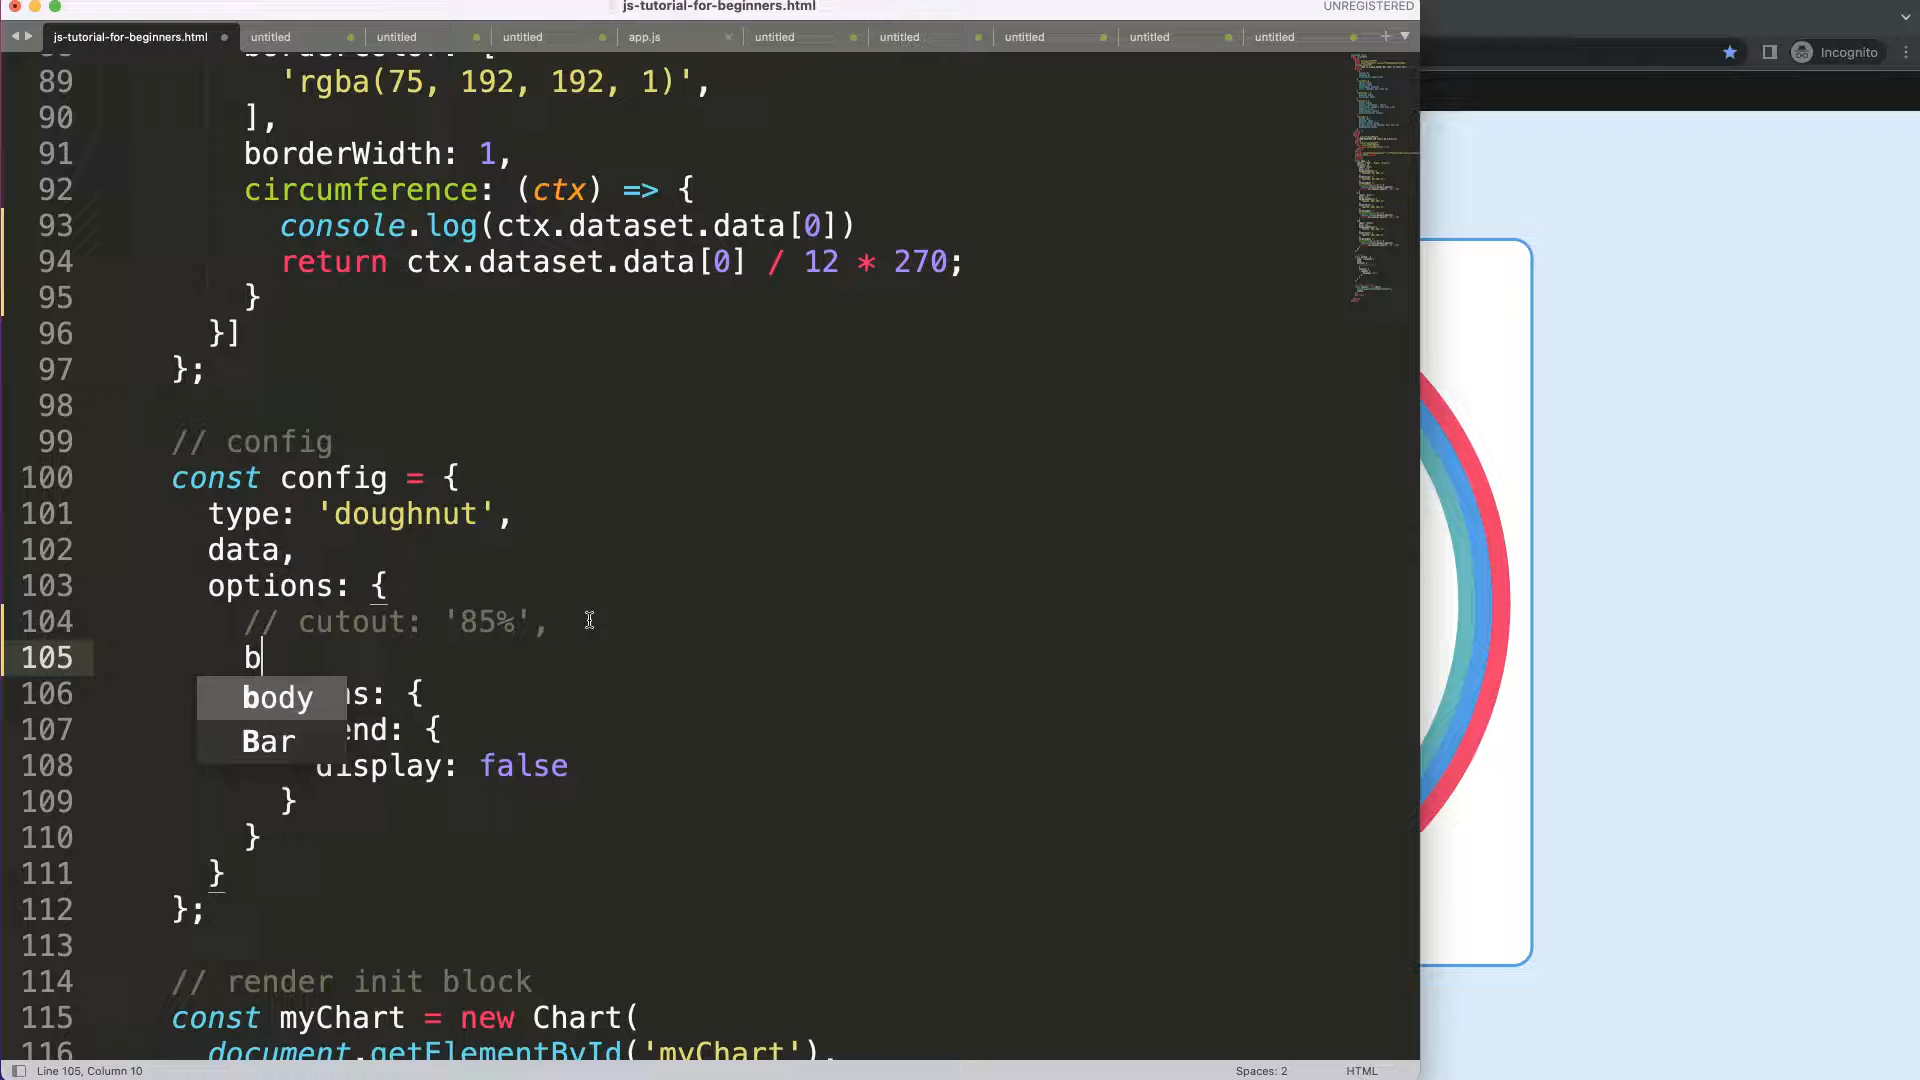 js-tutorial-for-beginners.html
UNREGISTERED
js-tutorial-for-beginners.html untitled untitled untitled app.js untitled untitled untitled untitled untitled
Incognito
89 'rgba(75, 192, 192, 1)',
90 ],
91 borderWidth: 1,
92 circumference: (ctx) => {
93 console.log(ctx.dataset.data[0])
94 return ctx.dataset.data[0] / 12 * 270;
95 }
96 }]
97 };
98
99 // config
100 const config = {
101 type: 'doughnut',
102 data,
103 options: {
104 // cutout: '85%',
105 b
106 ns: {
body
107 end: {
Bar
108 display: false
109 }
110 }
111 }
112 };
113
114 // render init block
115 const myChart = new Chart(
116 document.getElementById('myChart'),
Line 105, Column 10
Spaces: 2
HTML